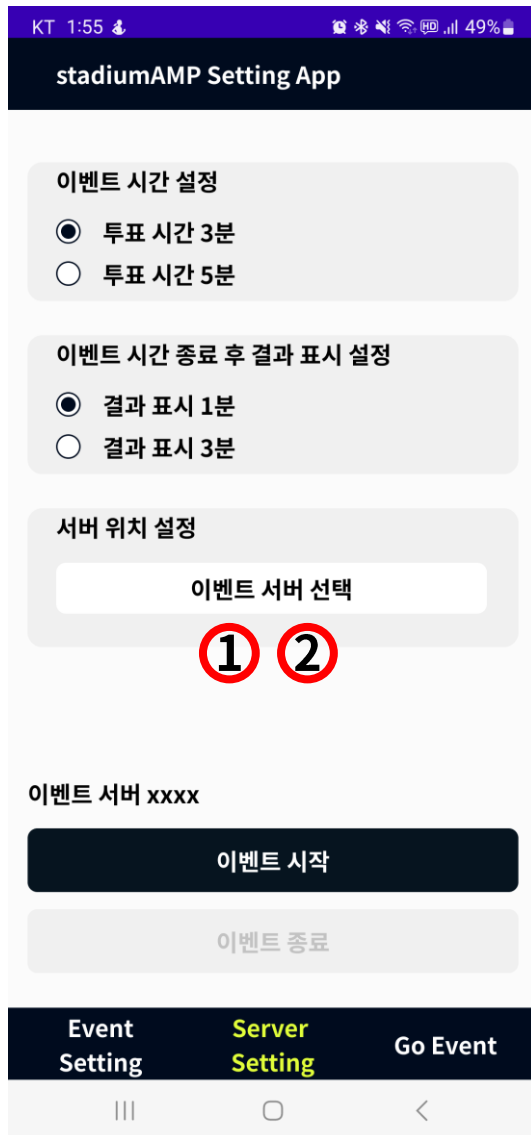 KT 1:55 HD 49%
stadiumAMP Setting App
이벤트 시간 설정
투표 시간 3분
투표 시간 5분
이벤트 시간 종료 후 결과 표시 설정
결과 표시 1분
결과 표시 3분
서버 위치 설정
이벤트 서버 선택
1 2
이벤트 서버 xxxx
이벤트 시작
이벤트 종료
Event Server
Setting Setting Go Event